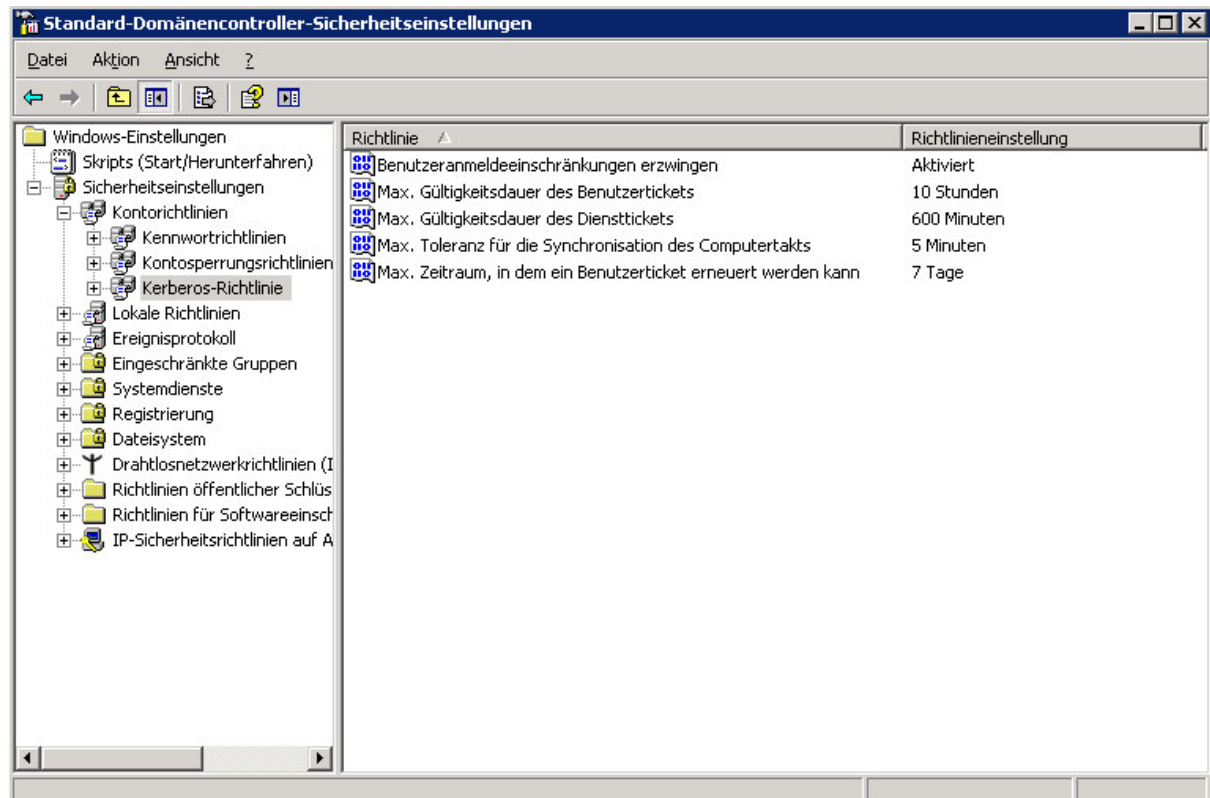 Standard-Domänencontroller-Sicherheitseinstellungen
Datei Aktion Ansicht ?
Windows-Einstellungen
Skripts (Start/Herunterfahren)
Sicherheitseinstellungen
Kontorichtlinien
Kennwortrichtlinien
Kontosperrungsrichtlinien
Kerberos-Richtlinie
Lokale Richtlinien
Ereignisprotokoll
Eingeschränkte Gruppen
Systemdienste
Registrierung
Dateisystem
Drahtlosnetzwerkrichtlinien (I
Richtlinien öffentlicher Schlüs
Richtlinien für Softwareeinsch
IP-Sicherheitsrichtlinien auf A
Richtlinie Richtlinieneinstellung
Benutzeranmeldeeinschränkungen erzwingen Aktiviert
Max. Gültigkeitsdauer des Benutzertickets 10 Stunden
Max. Gültigkeitsdauer des Diensttickets 600 Minuten
Max. Toleranz für die Synchronisation des Computertakts 5 Minuten
Max. Zeitraum, in dem ein Benutzerticket erneuert werden kann 7 Tage